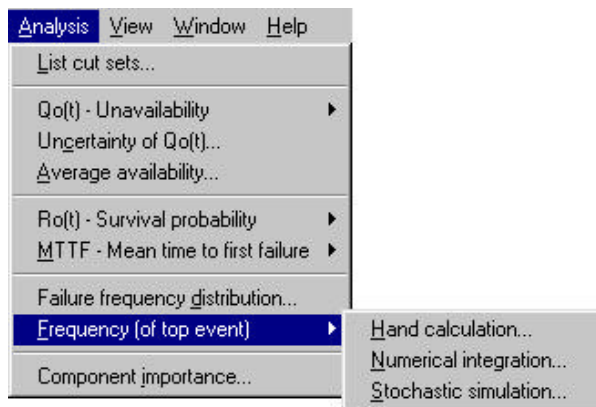 Analysis View Window Help
List cut sets...
Qo(t) - Unavailability
Uncertainty of Qo(t)...
Average availability...
Ro(t) - Survival probability
MTTF - Mean time to first failure
Failure frequency distribution...
Frequency (of top event)
Hand calculation...
Numerical integration...
Component importance...
Stochastic simulation...